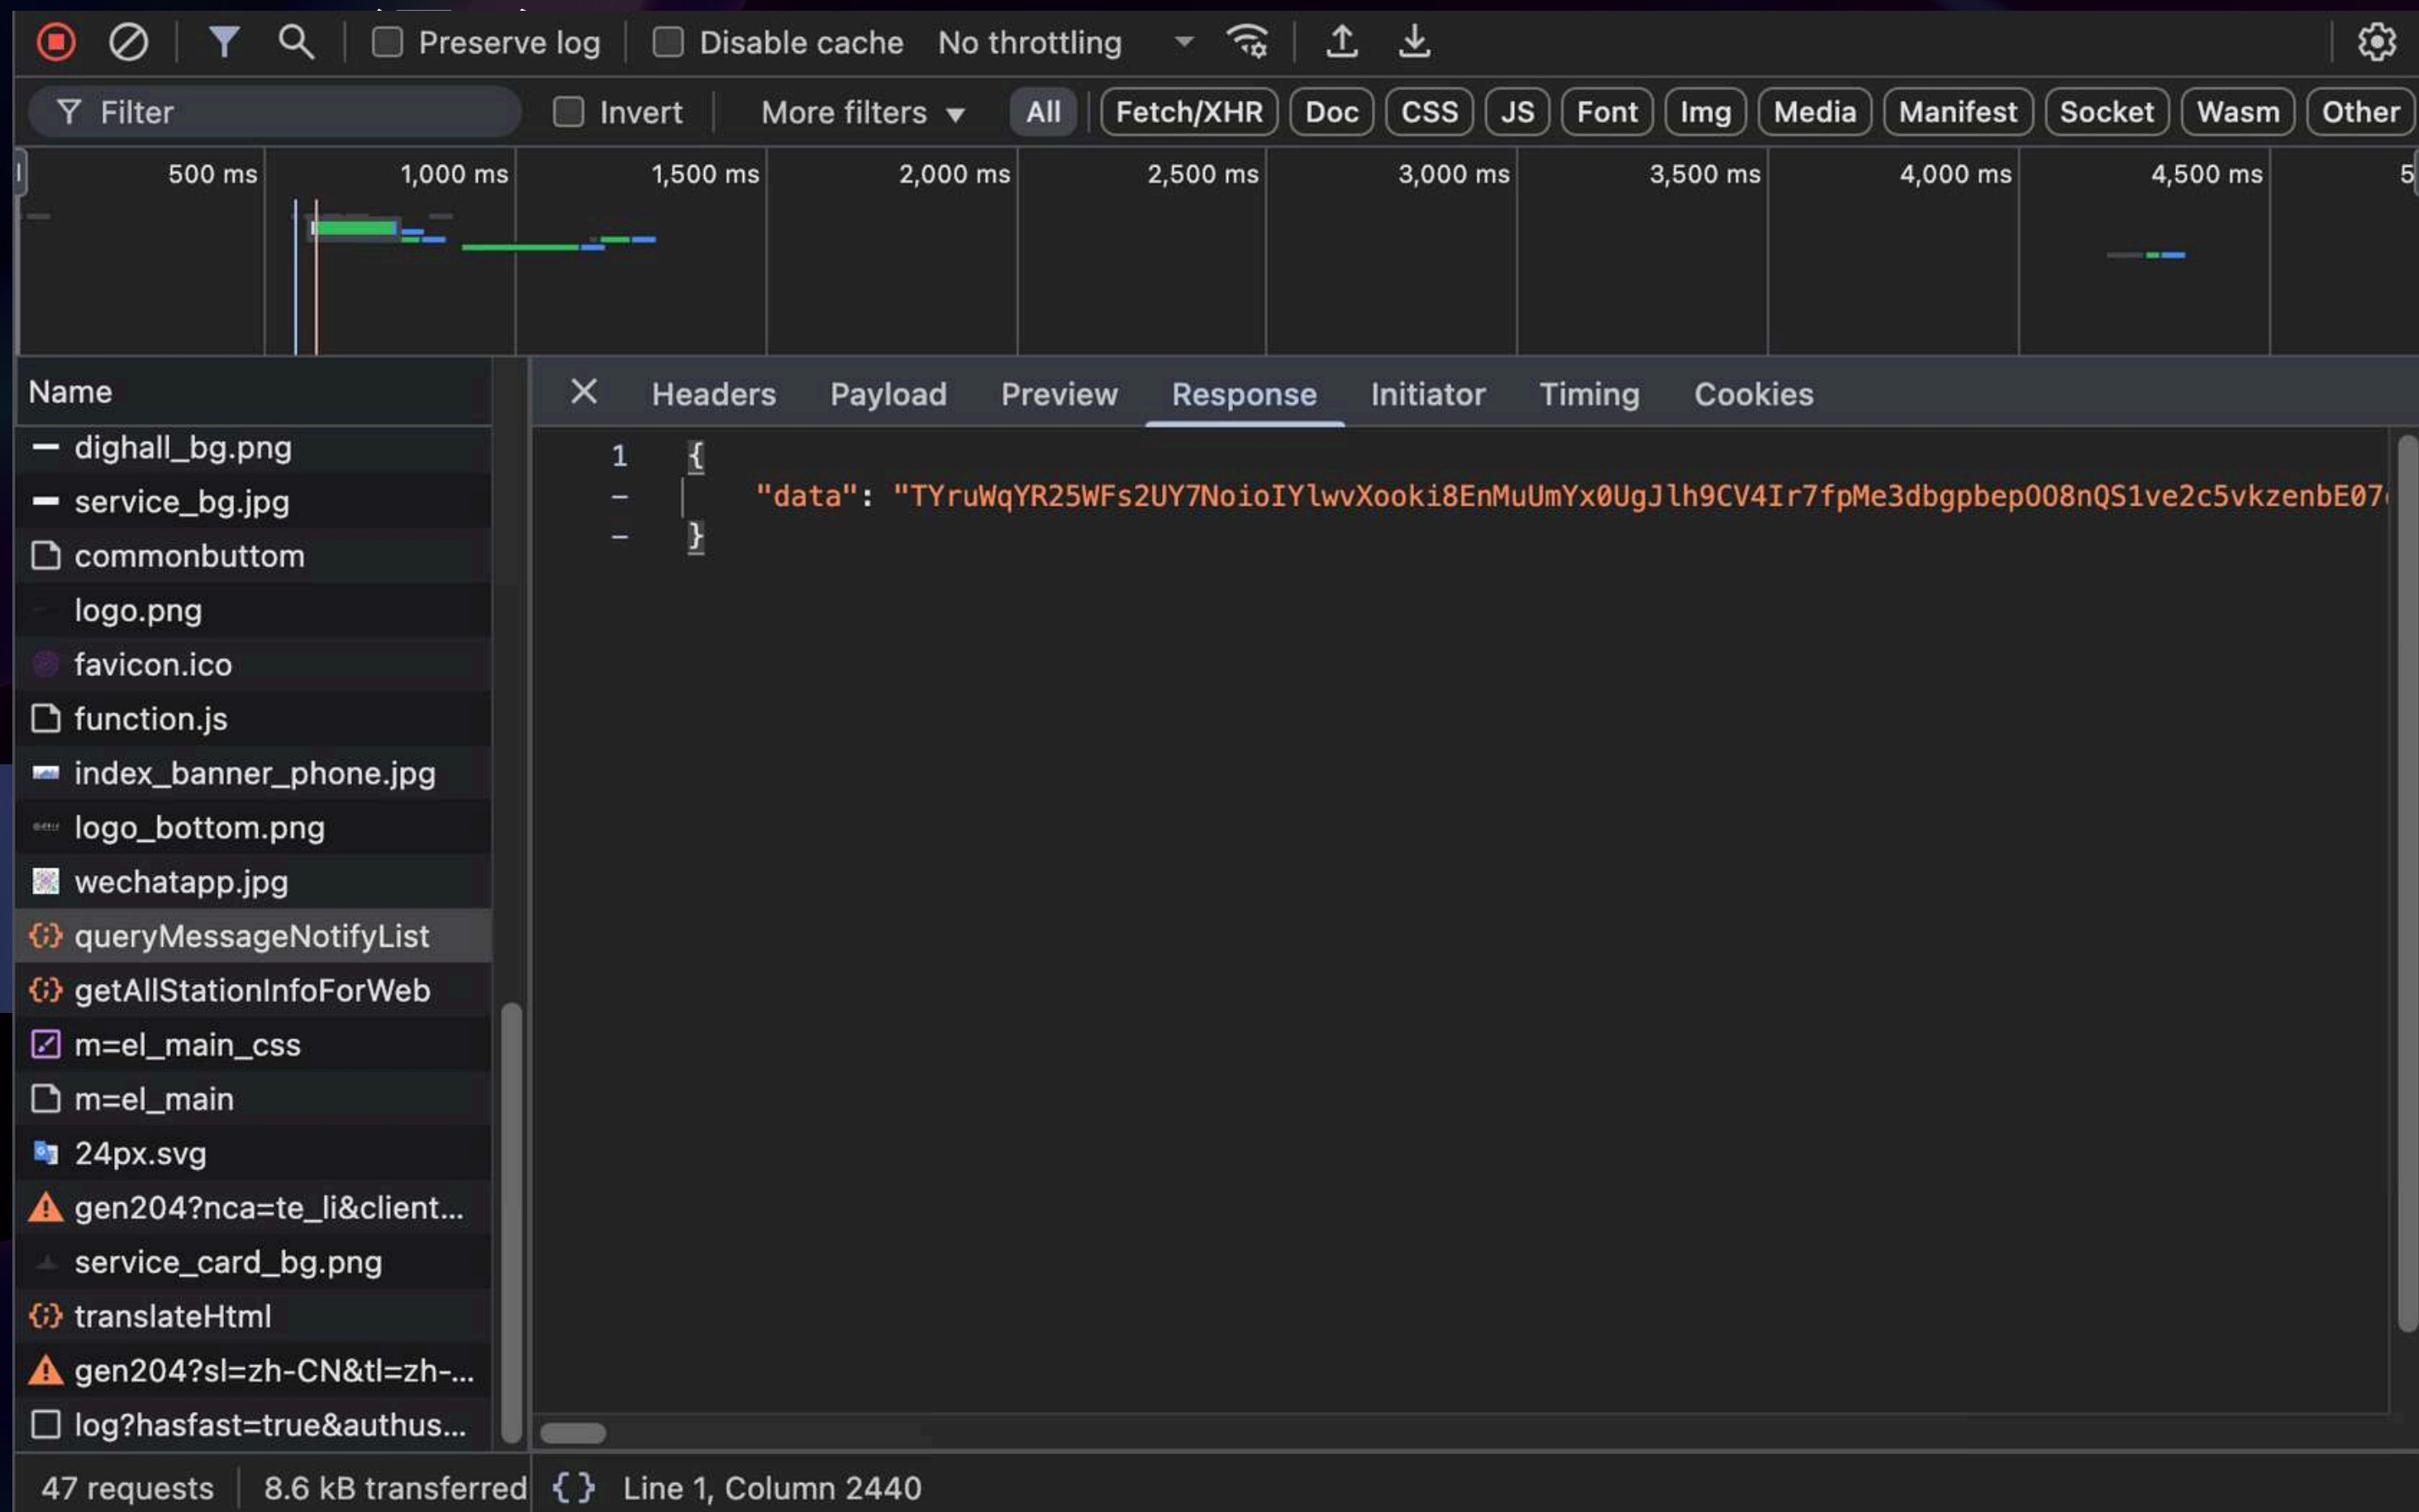 Preserve log Disable cache No throttling
Filter Invert More filters All Fetch/XHR Doc CSS JS Font Img Media Manifest Socket Wasm Other
500 ms 1,000 ms 1,500 ms 2,000 ms 2,500 ms 3,000 ms 3,500 ms 4,000 ms 4,500 ms 5
Name
dighall_bg.png
service_bg.jpg
commonbuttom
logo.png
favicon.ico
function.js
index_banner_phone.jpg
logo_bottom.png
wechatapp.jpg
queryMessageNotifyList
getAllStationInfoForWeb
m=el_main_css
m=el_main
24px.svg
gen204?nca=te_li&client...
service_card_bg.png
translateHtml
gen204?sl=zh-CN&tl=zh-...
log?hasfast=true&authus...
47 requests 8.6 kB transferred
Headers Payload Preview Response Initiator Timing Cookies
1 {
– "data": "TYruWqYR25WFs2UY7NoioIYlwvXooki8EnMuUmYx0UgJlh9CV4Ir7fpMe3dbgpbepOO8nQS1ve2c5vkzenbE07
– }
{ } Line 1, Column 2440